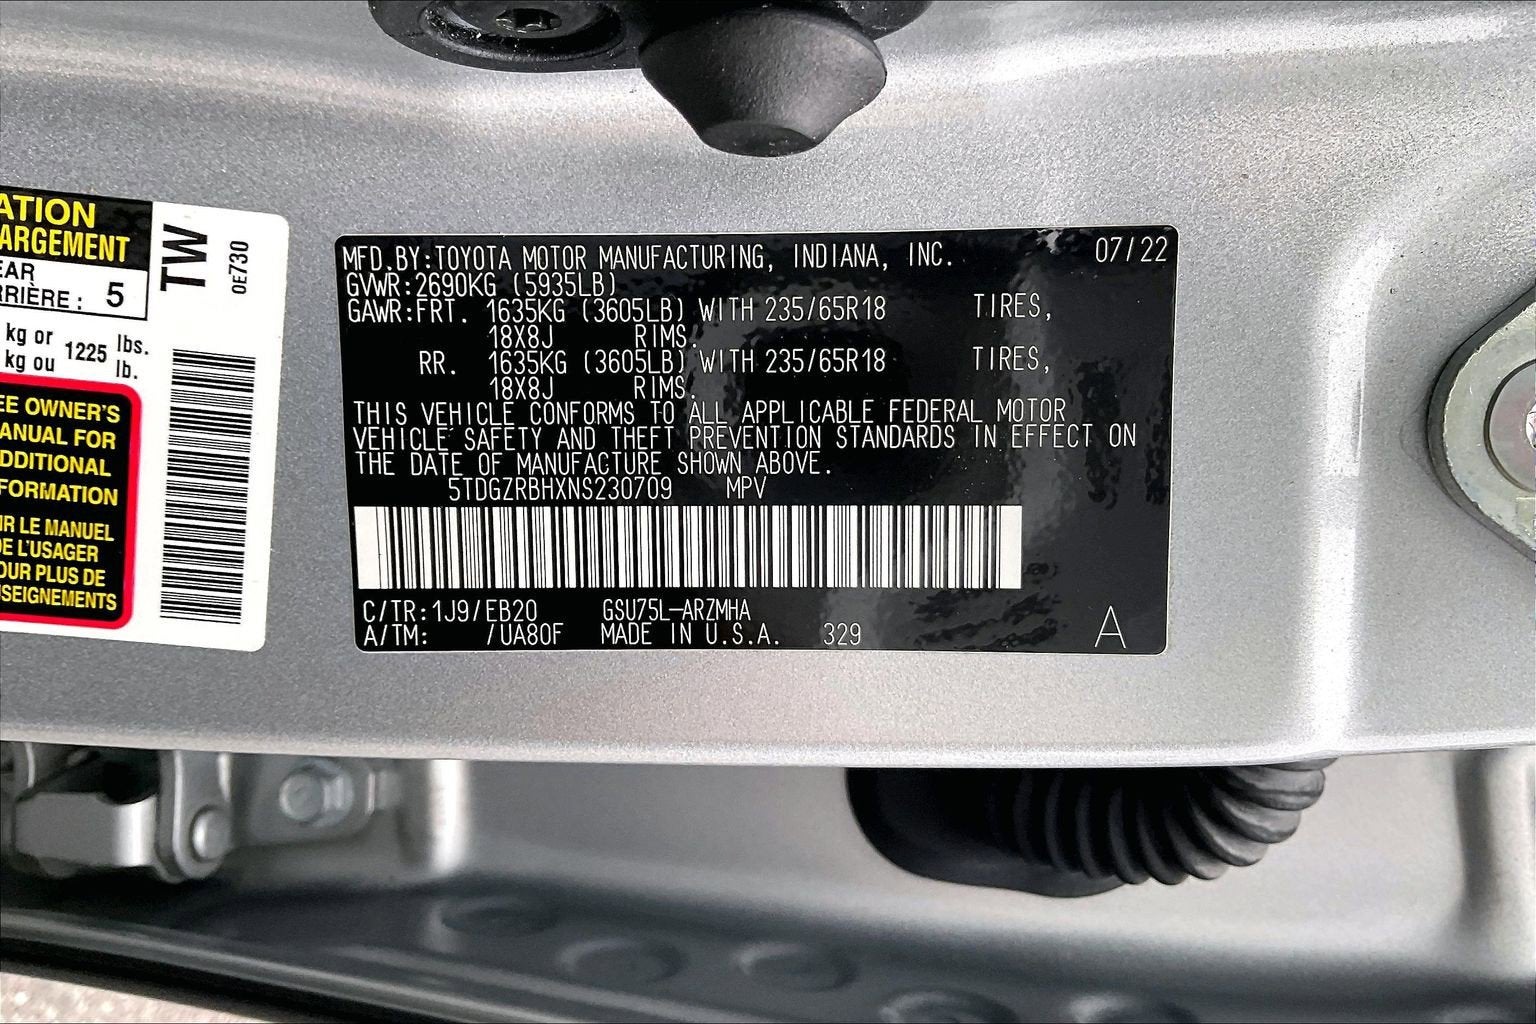 ATION
ARGEMENT
EAR
RRIÈRE : 5
kg or 1225 lbs.
kg ou lb.
EE OWNER'S
ANUAL FOR
DDITIONAL
FORMATION
IR LE MANUEL
DE L'USAGER
OUR PLUS DE
NSEIGNEMENTS
TW
0E730
MFD.BY:TOYOTA MOTOR MANUFACTURING, INDIANA, INC. 07/22
GVWR:2690KG (5935LB)
GAWR:FRT. 1635KG (3605LB) WITH 235/65R18 TIRES,
18X8J RIMS.
RR. 1635KG (3605LB) WITH 235/65R18 TIRES,
18X8J RIMS.
THIS VEHICLE CONFORMS TO ALL APPLICABLE FEDERAL MOTOR
VEHICLE SAFETY AND THEFT PREVENTION STANDARDS IN EFFECT ON
THE DATE OF MANUFACTURE SHOWN ABOVE.
5TDGZRBHXNS230709 MPV
C/TR:1J9/EB20 GSU75L-ARZMHA
A/TM: /UA80F MADE IN U.S.A. 329 A